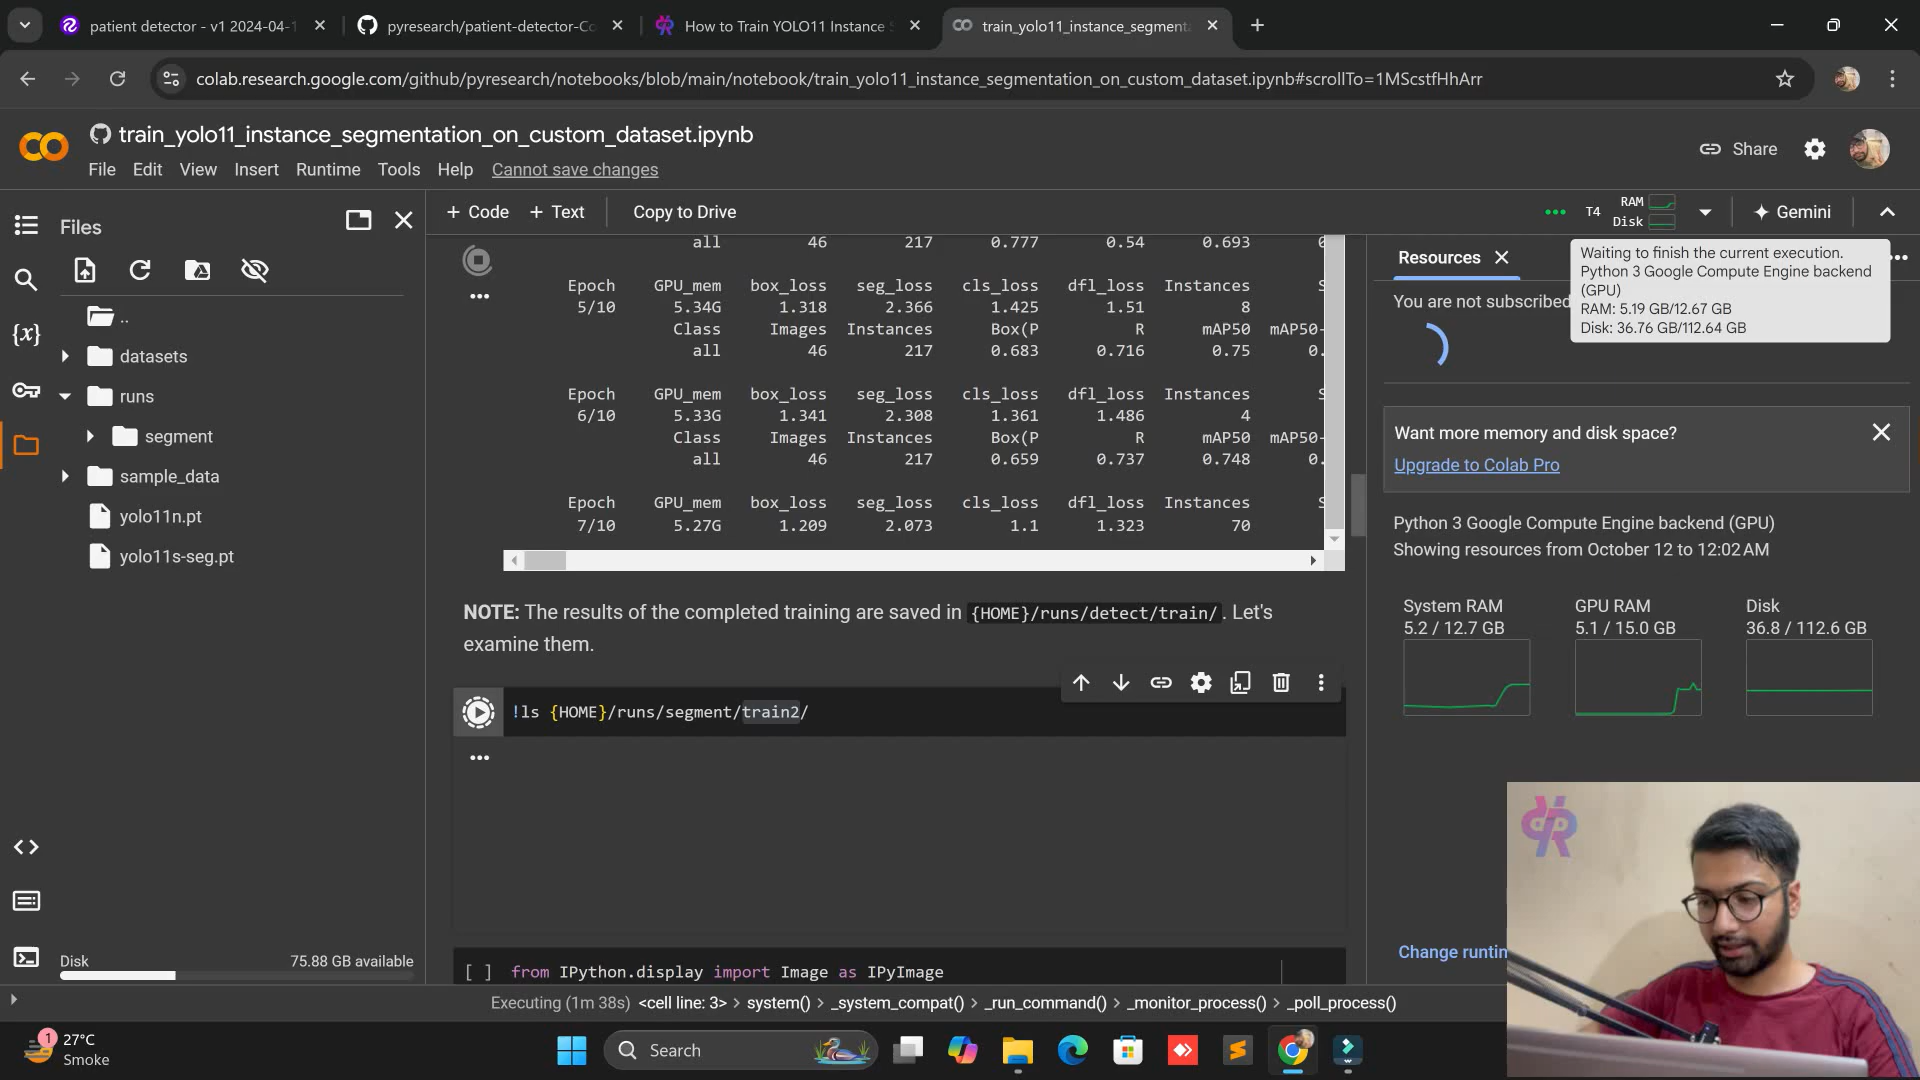 patient detector - v1 2024-04-1
pyresearch/patient-detector-Co
How to Train YOLO11 Instance S
train_yolo11_instance_segmenta
colab.research.google.com/github/pyresearch/notebooks/blob/main/notebook/train_yolo11_instance_segmentation_on_custom_dataset.ipynb#scrollTo=1MScstfHhArr
train_yolo11_instance_segmentation_on_custom_dataset.ipynb
File Edit View Insert Runtime Tools Help Cannot save changes
Share
Files
+ Code + Text Copy to Drive
T4 RAM Disk
Gemini
..
datasets
runs
segment
sample_data
yolo11n.pt
yolo11s-seg.pt
Disk 75.88 GB available
all 46 217 0.777 0.54 0.693
Epoch GPU_mem box_loss seg_loss cls_loss dfl_loss Instances S
5/10 5.34G 1.318 2.366 1.425 1.51 8
Class Images Instances Box(P R mAP50 mAP50-
all 46 217 0.683 0.716 0.75 0.
Epoch GPU_mem box_loss seg_loss cls_loss dfl_loss Instances S
6/10 5.33G 1.341 2.308 1.361 1.486 4
Class Images Instances Box(P R mAP50 mAP50-
all 46 217 0.659 0.737 0.748 0.
Epoch GPU_mem box_loss seg_loss cls_loss dfl_loss Instances S
7/10 5.27G 1.209 2.073 1.1 1.323 70
NOTE: The results of the completed training are saved in {HOME}/runs/detect/train/. Let's
examine them.
!ls {HOME}/runs/segment/train2/
[ ] from IPython.display import Image as IPyImage
Executing (1m 38s) <cell line: 3> > system() > _system_compat() > _run_command() > _monitor_process() > _poll_process()
Resources
You are not subscribed
Waiting to finish the current execution.
Python 3 Google Compute Engine backend
(GPU)
RAM: 5.19 GB/12.67 GB
Disk: 36.76 GB/112.64 GB
Want more memory and disk space?
Upgrade to Colab Pro
Python 3 Google Compute Engine backend (GPU)
Showing resources from October 12 to 12:02 AM
System RAM
5.2 / 12.7 GB
GPU RAM
5.1 / 15.0 GB
Disk
36.8 / 112.6 GB
Change runtin
1
27°C
Smoke
Search